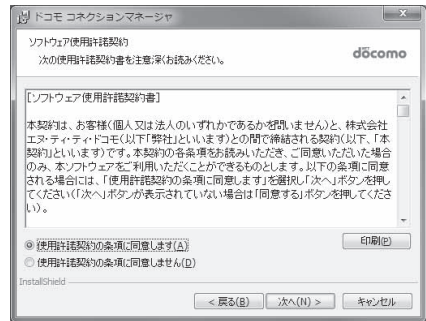 ドコモ コネクションマネージャ
ソフトウェア使用許諾契約
次の使用許諾契約書を注意深くお読みください。
döcomo
[ソフトウェア使用許諾契約書]
本契約は、お客様(個人又は法人のいずれかであるかを問いません)と、株式会社
エヌ・ティ・ティ・ドコモ(以下「弊社」といいます)との間で締結される契約(以下、「本
契約」といいます)です。本契約の各条項をお読みいただき、ご同意いただいた場合
のみ、本ソフトウェアをご利用いただくことができるものとします。以下の条項に同意
される場合には、「使用許諾契約の条項に同意します」を選択し「次へ」ボタンを押し
てください(「次へ」ボタンが表示されていない場合は「同意する」ボタンを押してくださ
い)。
使用許諾契約の条項に同意します(A)
印刷(P)
使用許諾契約の条項に同意しません(D)
InstallShield
< 戻る(B)
次へ(N) >
キャンセル